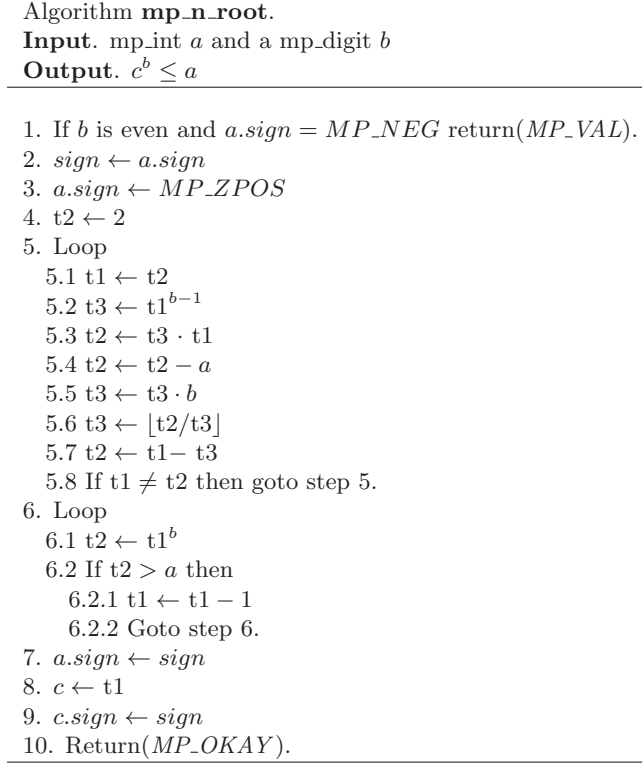 Algorithm mp_n_root.
Input. mp_int a and a mp_digit b
Output. c^b ≤ a
1. If b is even and a.sign = MP_NEG return(MP_VAL).
2. sign ← a.sign
3. a.sign ← MP_ZPOS
4. t2 ← 2
5. Loop
5.1 t1 ← t2
5.2 t3 ← t1^{b−1}
5.3 t2 ← t3 · t1
5.4 t2 ← t2 − a
5.5 t3 ← t3 · b
5.6 t3 ← ⌊t2/t3⌋
5.7 t2 ← t1− t3
5.8 If t1 ≠ t2 then goto step 5.
6. Loop
6.1 t2 ← t1^b
6.2 If t2 > a then
6.2.1 t1 ← t1 − 1
6.2.2 Goto step 6.
7. a.sign ← sign
8. c ← t1
9. c.sign ← sign
10. Return(MP_OKAY).